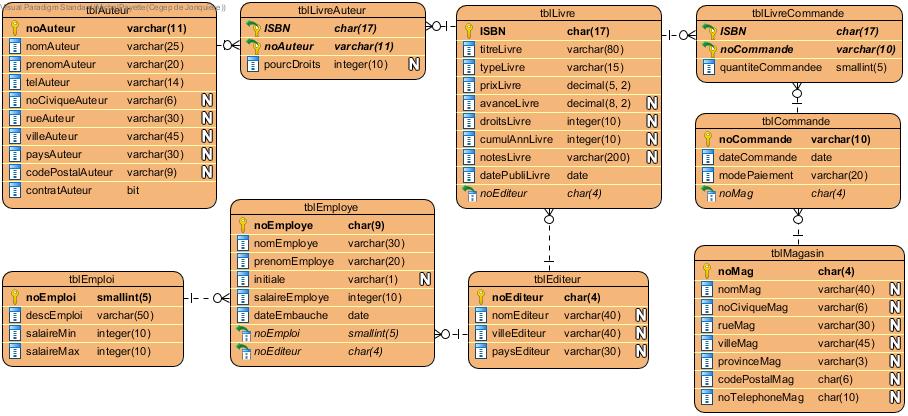 Visual Paradigm Standard (Cegep de Jonquiere)
tblAuteur
noAuteur varchar(11)
nomAuteur varchar(25)
prenomAuteur varchar(20)
telAuteur varchar(14)
noCiviqueAuteur varchar(6) N
rueAuteur varchar(30) N
villeAuteur varchar(45) N
paysAuteur varchar(30) N
codePostalAuteur varchar(9) N
contratAuteur bit
tblLivreAuteur
ISBN char(17)
noAuteur varchar(11)
pourcDroits integer(10) N
tblLivre
ISBN char(17)
titreLivre varchar(80)
typeLivre varchar(15)
prixLivre decimal(5, 2)
avanceLivre decimal(8, 2) N
droitsLivre integer(10) N
cumulAnnLivre integer(10) N
notesLivre varchar(200) N
datePubliLivre date
noEditeur char(4)
tblLivreCommande
ISBN char(17)
noCommande varchar(10)
quantiteCommandee smallint(5)
tblCommande
noCommande varchar(10)
dateCommande date
modePaiement varchar(20)
noMag char(4)
tblEmploye
noEmploye char(9)
nomEmploye varchar(30)
prenomEmploye varchar(20)
initiale varchar(1) N
salaireEmploye integer(10)
dateEmbauche date
noEmploi smallint(5)
noEditeur char(4)
tblEmploi
noEmploi smallint(5)
descEmploi varchar(50)
salaireMin integer(10)
salaireMax integer(10)
tblEditeur
noEditeur char(4)
nomEditeur varchar(40) N
villeEditeur varchar(40) N
paysEditeur varchar(30) N
tblMagasin
noMag char(4)
nomMag varchar(40) N
noCiviqueMag varchar(6) N
rueMag varchar(30) N
villeMag varchar(45) N
provinceMag varchar(3) N
codePostalMag char(6) N
noTelephoneMag char(10) N